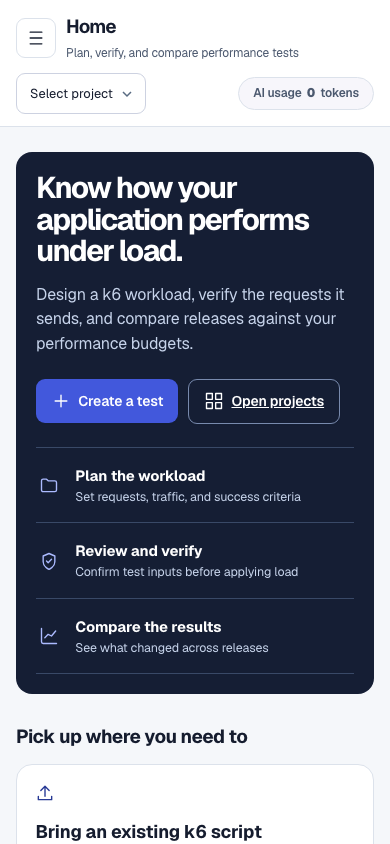 Home
Plan, verify, and compare performance tests
Select project
AI usage 0 tokens
Know how your
application performs
under load.
Design a k6 workload, verify the requests it
sends, and compare releases against your
performance budgets.
Create a test
Open projects
Plan the workload
Set requests, traffic, and success criteria
Review and verify
Confirm test inputs before applying load
Compare the results
See what changed across releases
Pick up where you need to
Bring an existing k6 script